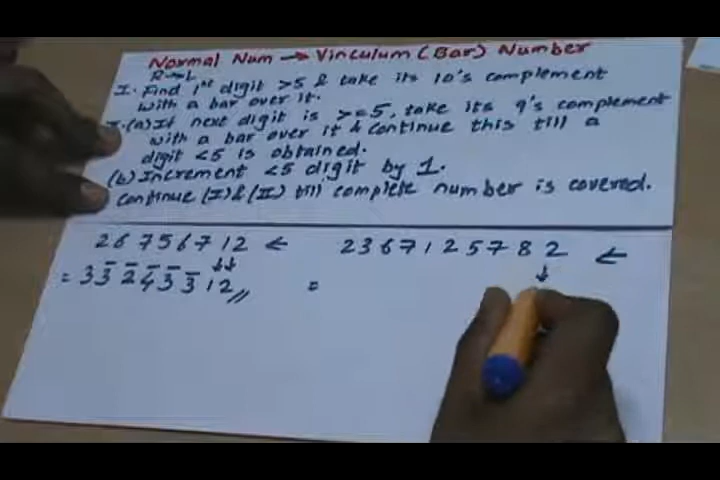 Normal Num → Vinculum (Bar) Number
R→L
I. Find 1st digit >5 & take its 10's complement
with a bar over it.
II.(a) If next digit is >=5, take its 9's complement
with a bar over it & continue this till a
digit <5 is obtained.
(b) Increment <5 digit by 1.
continue (I) & (II) till complete number is covered.
2 6 7 5 6 7 1 2 ←
↓↓
= 3 3̅ 2̅ 4̅ 3̅ 3̅ 1 2 //
2 3 6 7 1 2 5 7 8 2 ←
↓
=